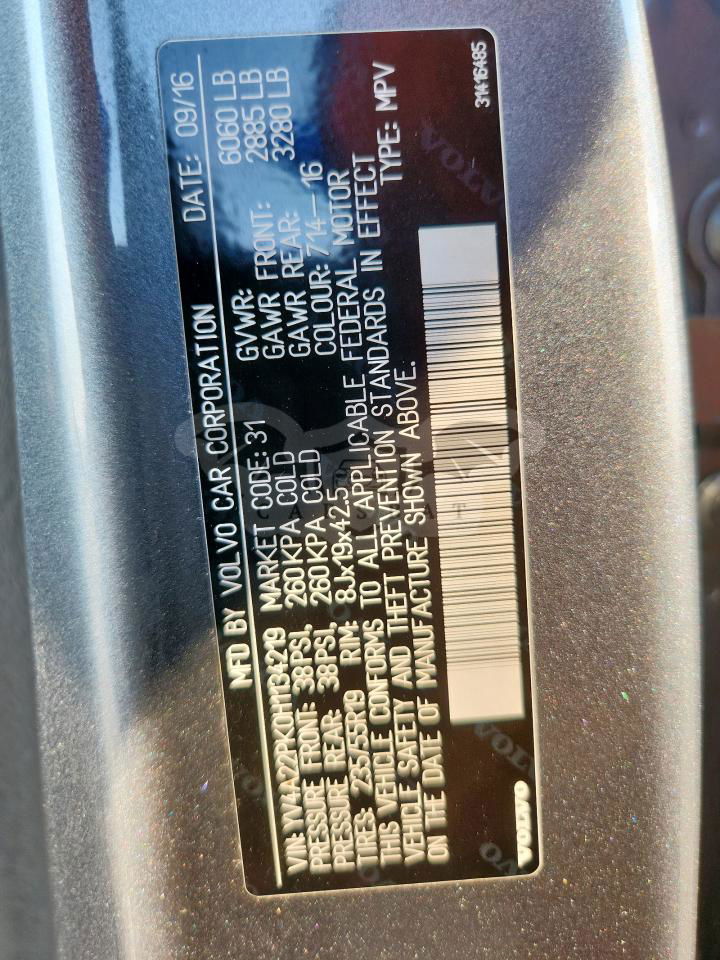 MFD BY VOLVO CAR CORPORATION DATE: 09/16
VIN: YV4A22PK0H1134219 MARKET CODE: 31 GVWR: 6060 LB
PRESSURE FRONT: 38PSI, 260KPA COLD GAWR FRONT: 2885 LB
PRESSURE REAR: 38PSI, 260KPA COLD GAWR REAR: 3280 LB
TIRES: 235/55R19 RIM: 8Jx19x42.5 COLOUR: 714—16
THIS VEHICLE CONFORMS TO ALL APPLICABLE FEDERAL MOTOR
VEHICLE SAFETY AND THEFT PREVENTION STANDARDS IN EFFECT
ON THE DATE OF MANUFACTURE SHOWN ABOVE. TYPE: MPV
VOLVO 31416485